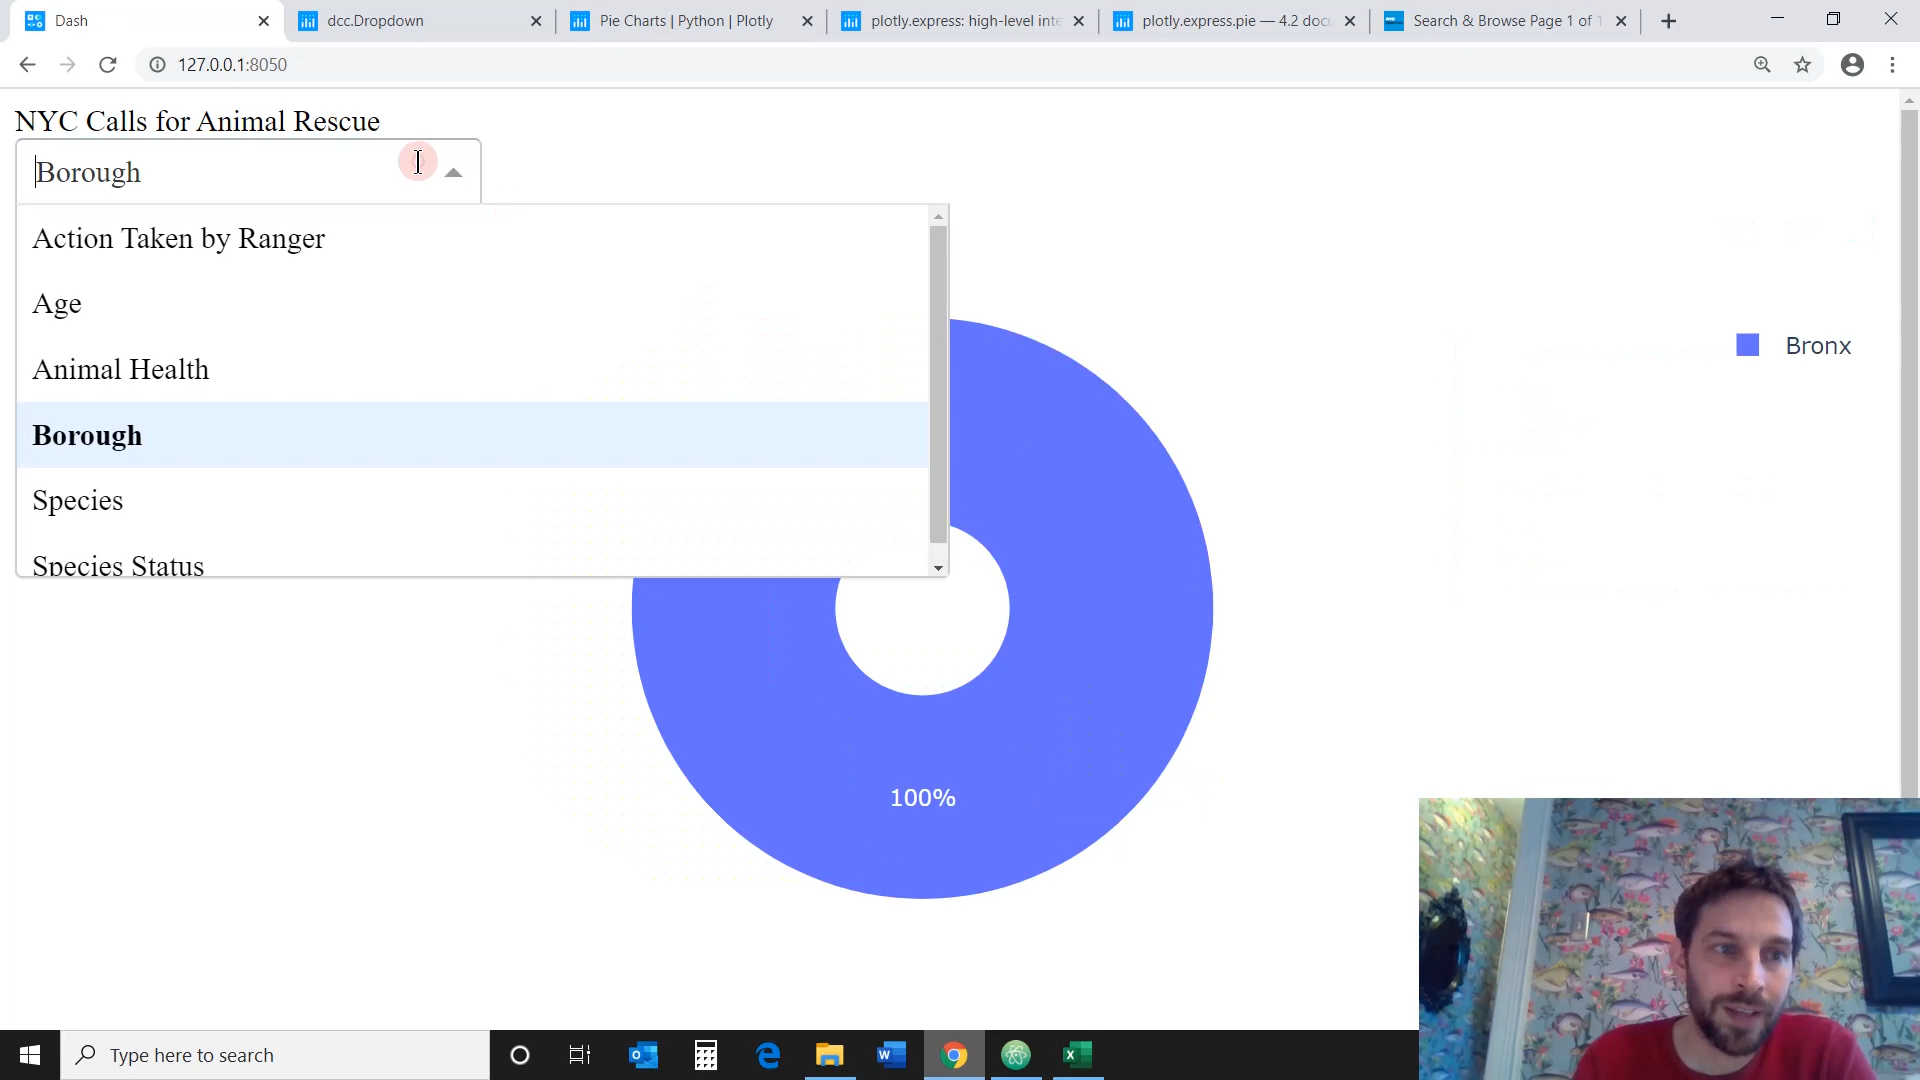 Dash
dcc.Dropdown
Pie Charts | Python | Plotly
plotly.express: high-level inte
plotly.express.pie — 4.2 docu
Search & Browse Page 1 of 1
127.0.0.1:8050
NYC Calls for Animal Rescue
Borough
Action Taken by Ranger
Age
Animal Health
Borough
Species
Species Status
Bronx
100%
Type here to search